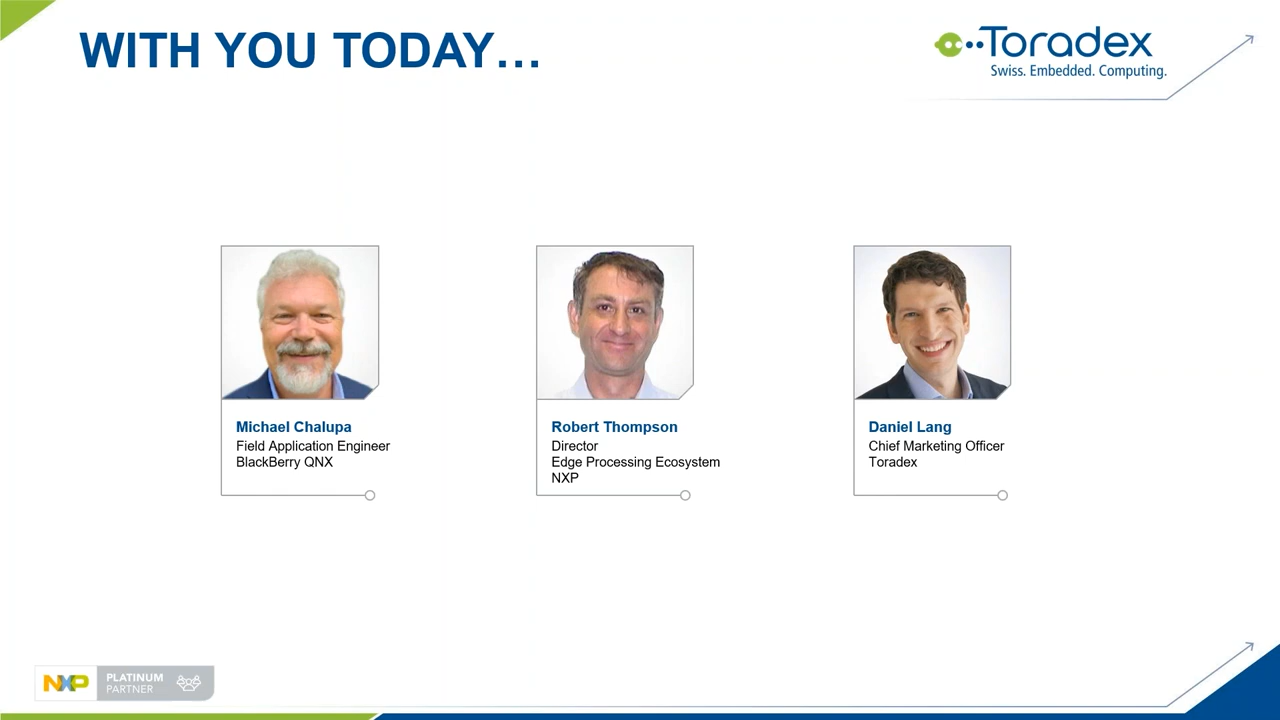 WITH YOU TODAY...
Toradex
Swiss. Embedded. Computing.
Michael Chalupa
Field Application Engineer
BlackBerry QNX
Robert Thompson
Director
Edge Processing Ecosystem
NXP
Daniel Lang
Chief Marketing Officer
Toradex
NXP
PLATINUM
PARTNER